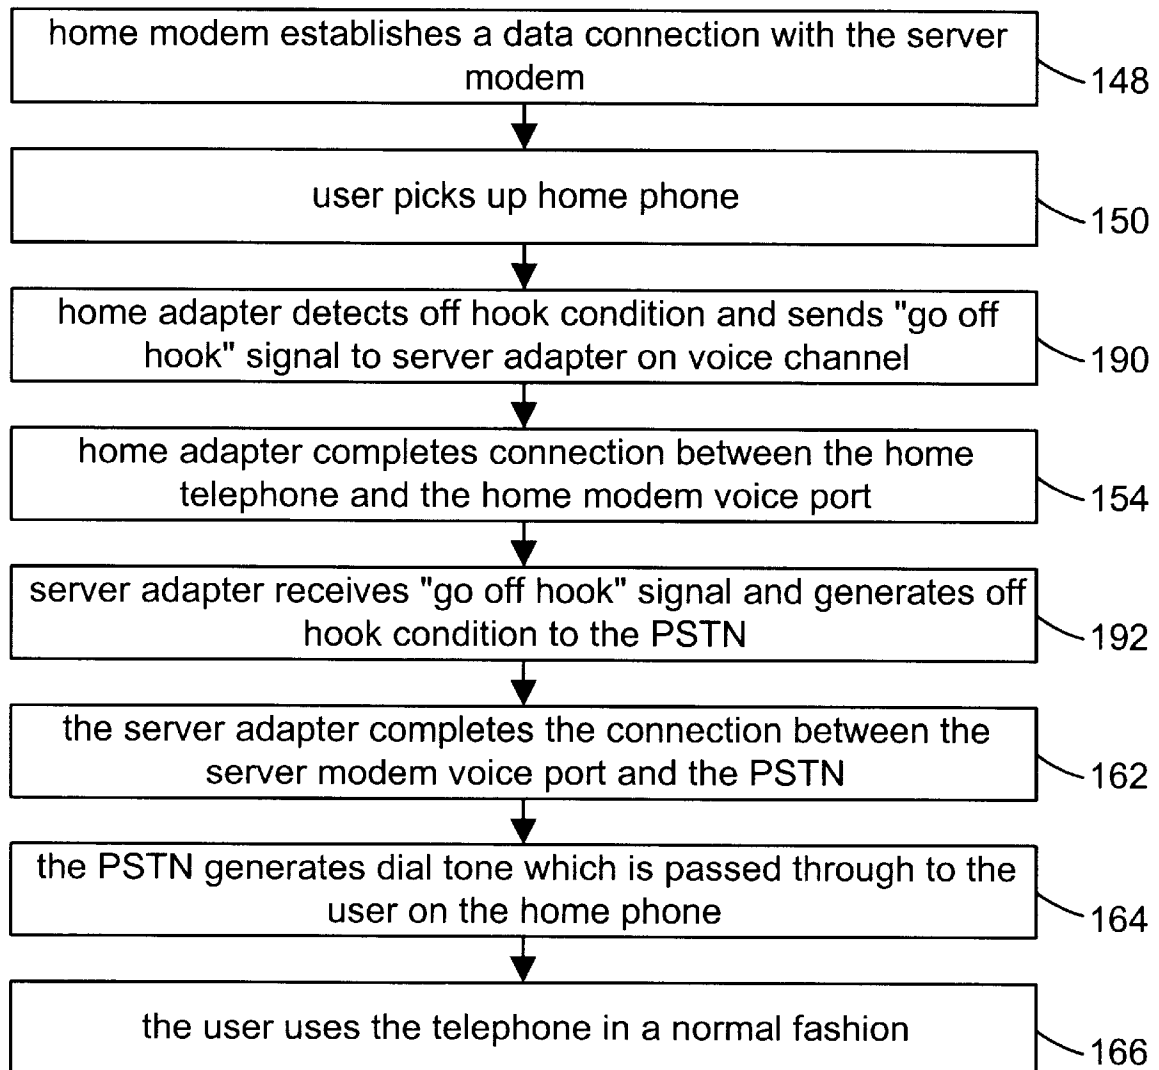 home modem establishes a data connection with the server
modem
148
user picks up home phone
150
home adapter detects off hook condition and sends "go off
hook" signal to server adapter on voice channel
190
home adapter completes connection between the home
telephone and the home modem voice port
154
server adapter receives "go off hook" signal and generates off
hook condition to the PSTN
192
the server adapter completes the connection between the
server modem voice port and the PSTN
162
the PSTN generates dial tone which is passed through to the
user on the home phone
164
the user uses the telephone in a normal fashion
166